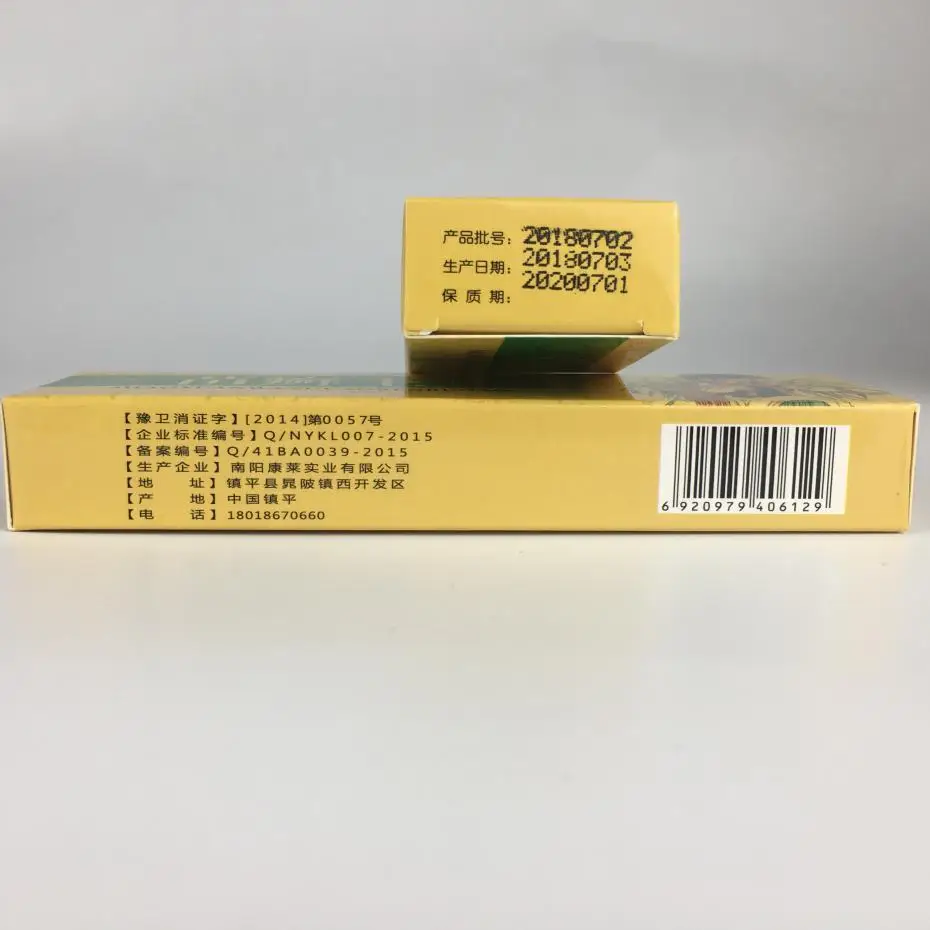 产品批号：20180702
生产日期：20180703
保 质 期：20200701
【豫卫消证字】[2014]第0057号
【企业标准编号】Q/NYKL007-2015
【备案编号】Q/41BA0039-2015
【生产企业】南阳康莱实业有限公司
【地 址】镇平县晁陂镇西开发区
【产 地】中国镇平
【电 话】18018670660
6 920979 406129